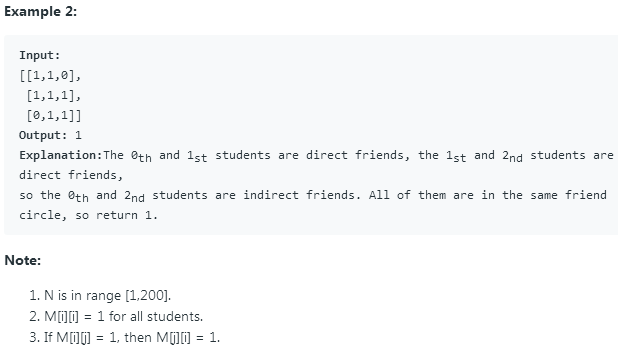 Example 2:
Input:
[[1,1,0],
[1,1,1],
[0,1,1]]
Output: 1
Explanation:The 0th and 1st students are direct friends, the 1st and 2nd students are
direct friends,
so the 0th and 2nd students are indirect friends. All of them are in the same friend
circle, so return 1.
Note:
1. N is in range [1,200].
2. M[i][i] = 1 for all students.
3. If M[i][j] = 1, then M[j][i] = 1.